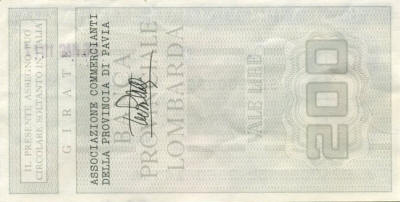 IL PRESENTE ASSEGNO PUÒ
CIRCOLARE SOLTANTO IN ITALIA
GIRATE
ASSOCIAZIONE COMMERCIANTI
DELLA PROVINCIA DI PAVIA
BANCA
PROVINCIALE
LOMBARDA
VALE LIRE
200